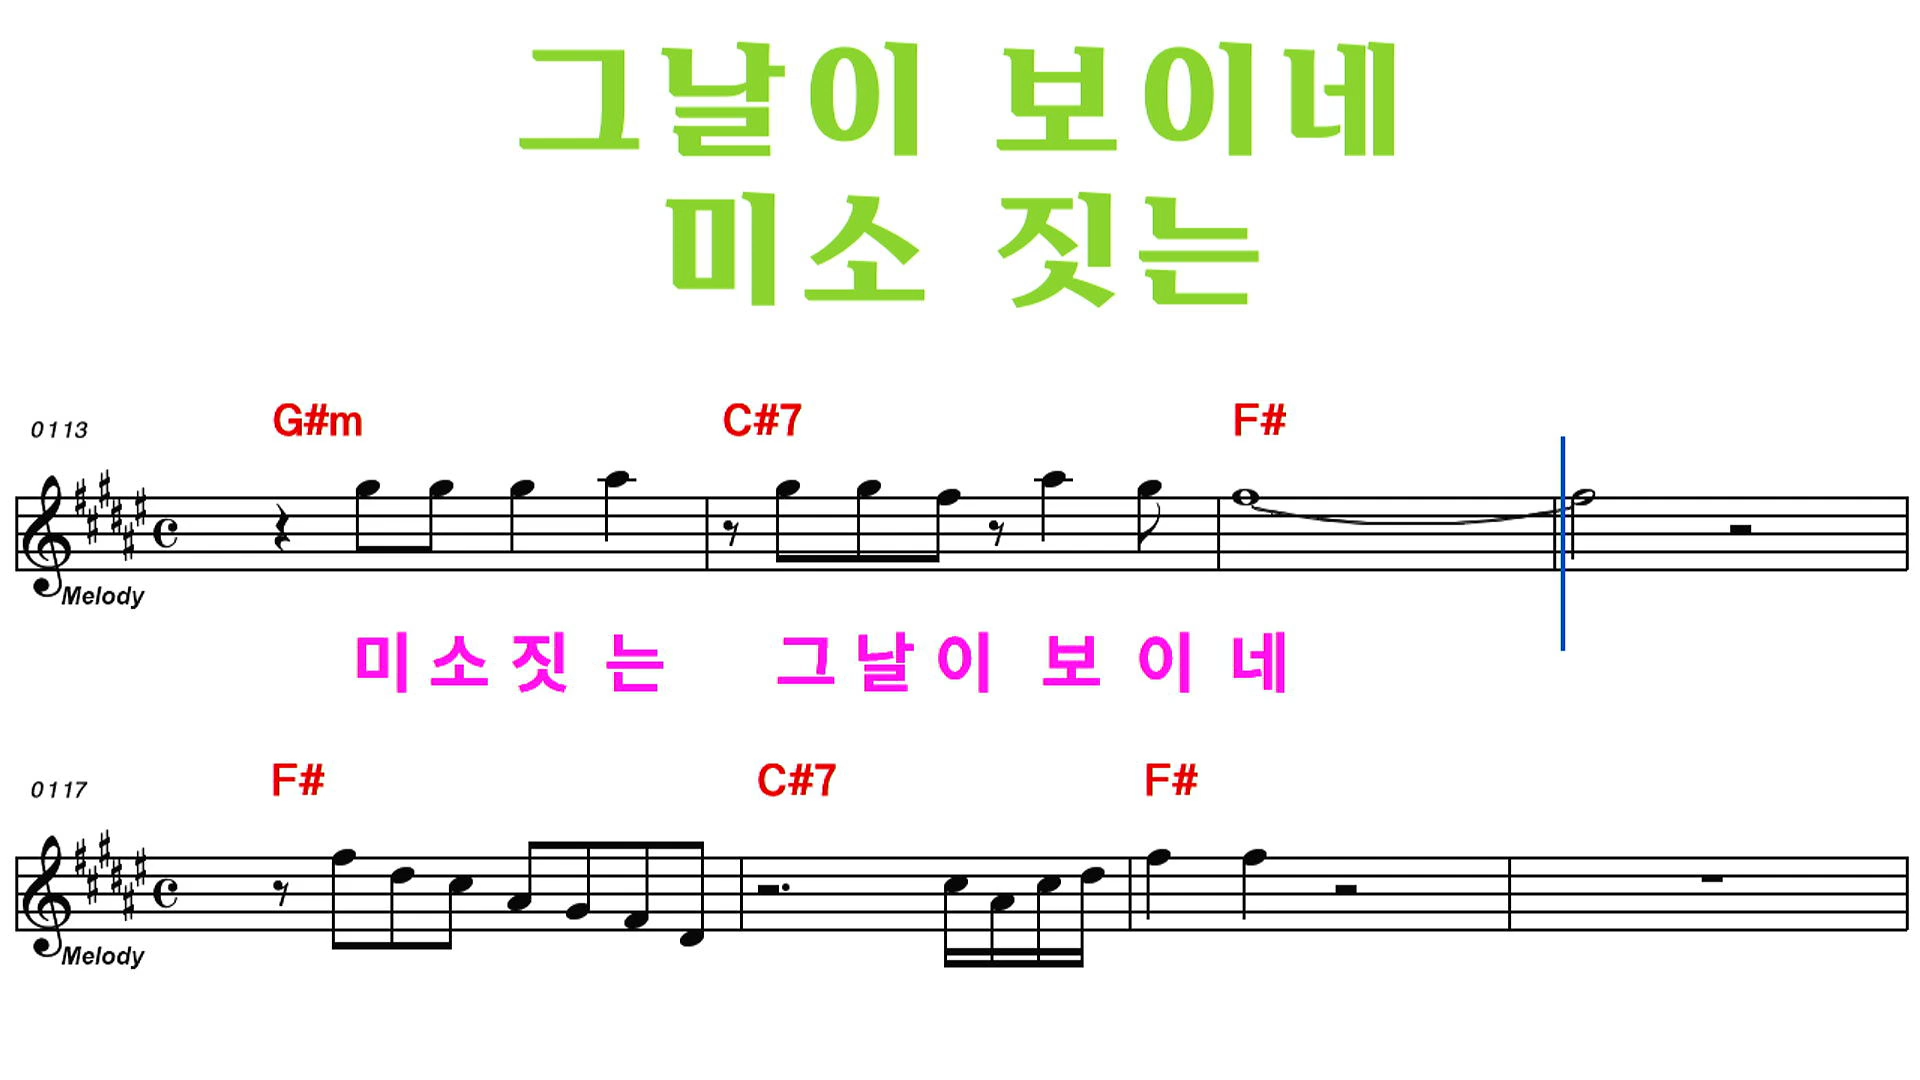 그날이 보이네
미소 짓는
0113 G#m C#7 F#
Melody
미소짓는 그날이 보이네
0117 F# C#7 F#
Melody